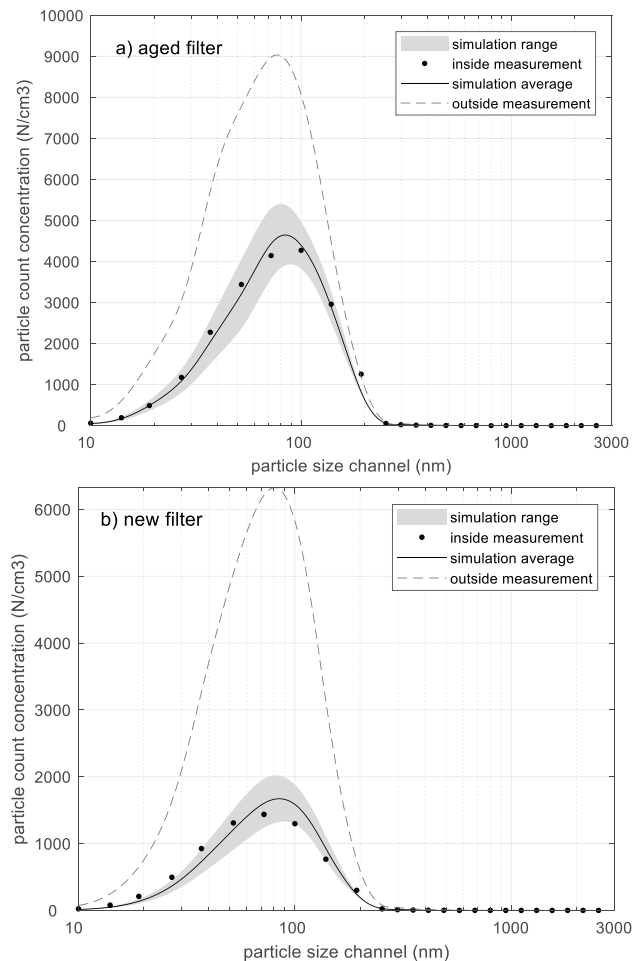 a) aged filter
simulation range
inside measurement
simulation average
outside measurement
particle count concentration (N/cm3)
10000
9000
8000
7000
6000
5000
4000
3000
2000
1000
0
10
100
1000
3000
particle size channel (nm)
b) new filter
simulation range
inside measurement
simulation average
outside measurement
particle count concentration (N/cm3)
6000
5000
4000
3000
2000
1000
0
10
100
1000
3000
particle size channel (nm)